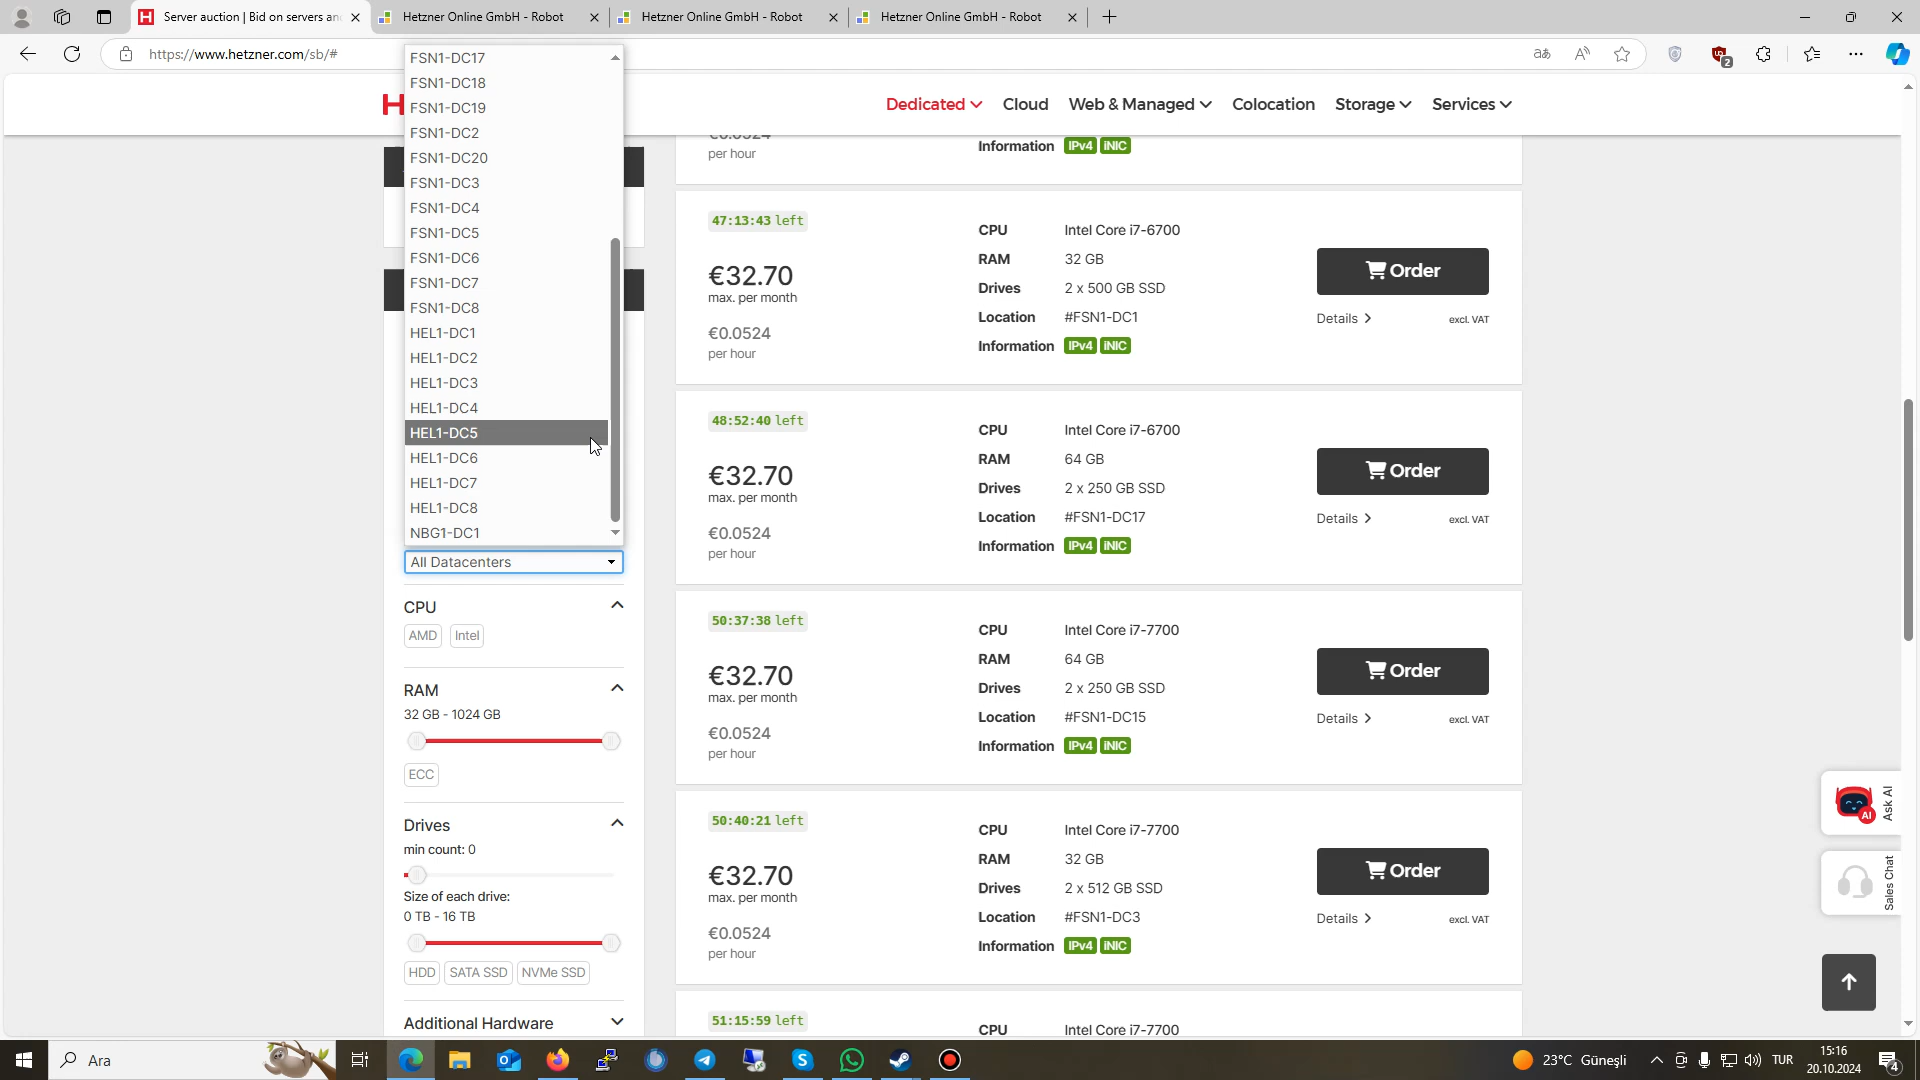 Server auction | Bid on servers an
Hetzner Online GmbH - Robot
Hetzner Online GmbH - Robot
Hetzner Online GmbH - Robot
https://www.hetzner.com/sb/#
2
H
Dedicated
Cloud
Web & Managed
Colocation
Storage
Services
FSN1-DC17
FSN1-DC18
FSN1-DC19
FSN1-DC2
FSN1-DC20
FSN1-DC3
FSN1-DC4
FSN1-DC5
FSN1-DC6
FSN1-DC7
FSN1-DC8
HEL1-DC1
HEL1-DC2
HEL1-DC3
HEL1-DC4
HEL1-DC5
HEL1-DC6
HEL1-DC7
HEL1-DC8
NBG1-DC1
All Datacenters
CPU
AMD Intel
RAM
32 GB - 1024 GB
ECC
Drives
min count: 0
Size of each drive:
0 TB - 16 TB
HDD SATA SSD NVMe SSD
Additional Hardware
€0.0524
per hour
Information IPv4 iNIC
47:13:43 left
€32.70
max. per month
€0.0524
per hour
CPU Intel Core i7-6700
RAM 32 GB
Drives 2 x 500 GB SSD
Location #FSN1-DC1
Information IPv4 iNIC
Order
Details excl. VAT
48:52:40 left
€32.70
max. per month
€0.0524
per hour
CPU Intel Core i7-6700
RAM 64 GB
Drives 2 x 250 GB SSD
Location #FSN1-DC17
Information IPv4 iNIC
Order
Details excl. VAT
50:37:38 left
€32.70
max. per month
€0.0524
per hour
CPU Intel Core i7-7700
RAM 64 GB
Drives 2 x 250 GB SSD
Location #FSN1-DC15
Information IPv4 iNIC
Order
Details excl. VAT
50:40:21 left
€32.70
max. per month
€0.0524
per hour
CPU Intel Core i7-7700
RAM 32 GB
Drives 2 x 512 GB SSD
Location #FSN1-DC3
Information IPv4 iNIC
Order
Details excl. VAT
51:15:59 left
CPU Intel Core i7-7700
AI
Ask AI
Sales Chat
Ara
23°C Güneşli
TUR
15:16
20.10.2024
4